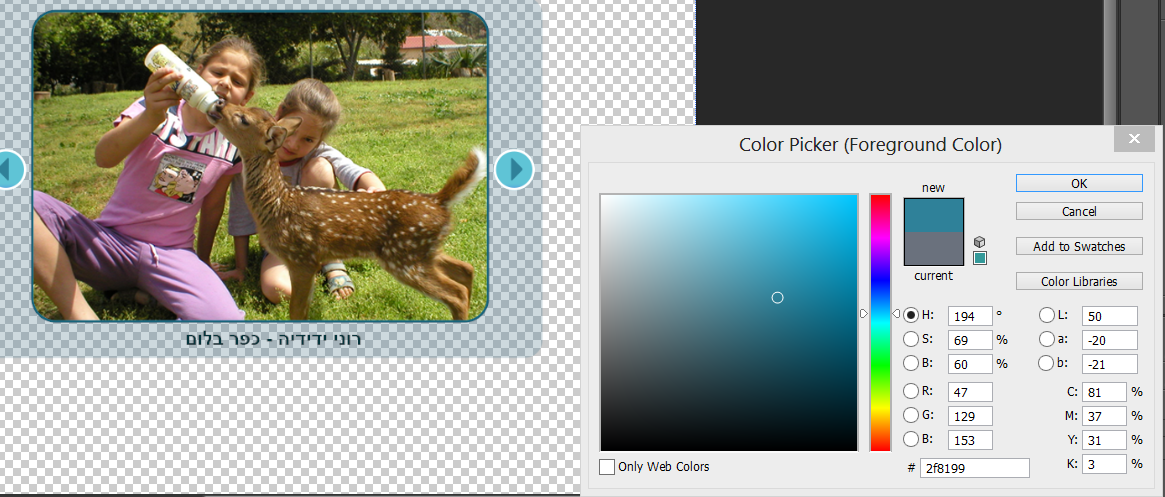 רוני ידידיה - כפר בלום
Color Picker (Foreground Color)
new
current
OK
Cancel
Add to Swatches
Color Libraries
H: 194 °
S: 69 %
B: 60 %
R: 47
G: 129
B: 153
# 2f8199
L: 50
a: -20
b: -21
C: 81 %
M: 37 %
Y: 31 %
K: 3 %
Only Web Colors